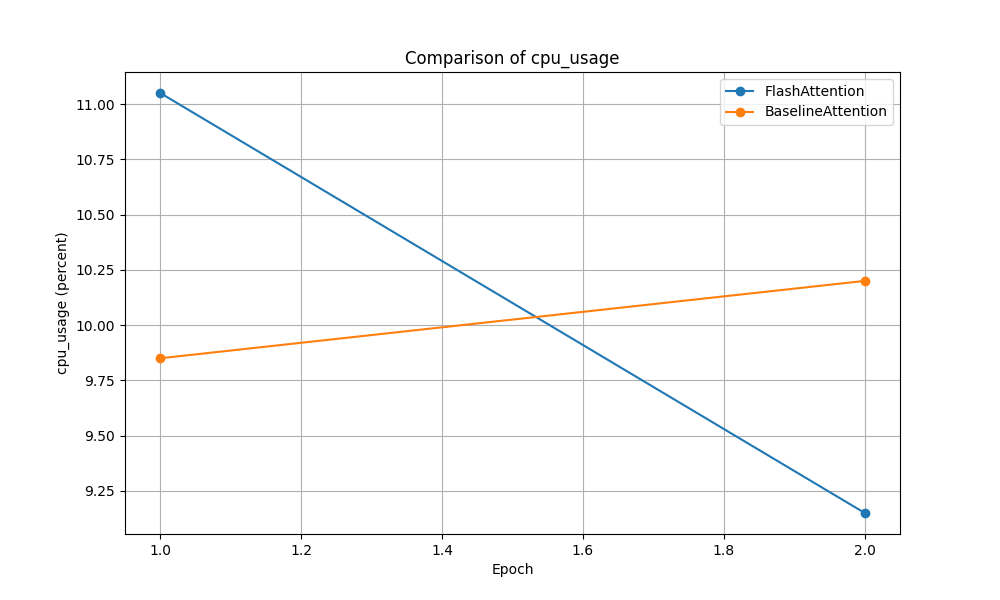 Comparison of cpu_usage
FlashAttention
BaselineAttention
cpu_usage (percent)
11.00
10.75
10.50
10.25
10.00
9.75
9.50
9.25
1.0 1.2 1.4 1.6 1.8 2.0
Epoch